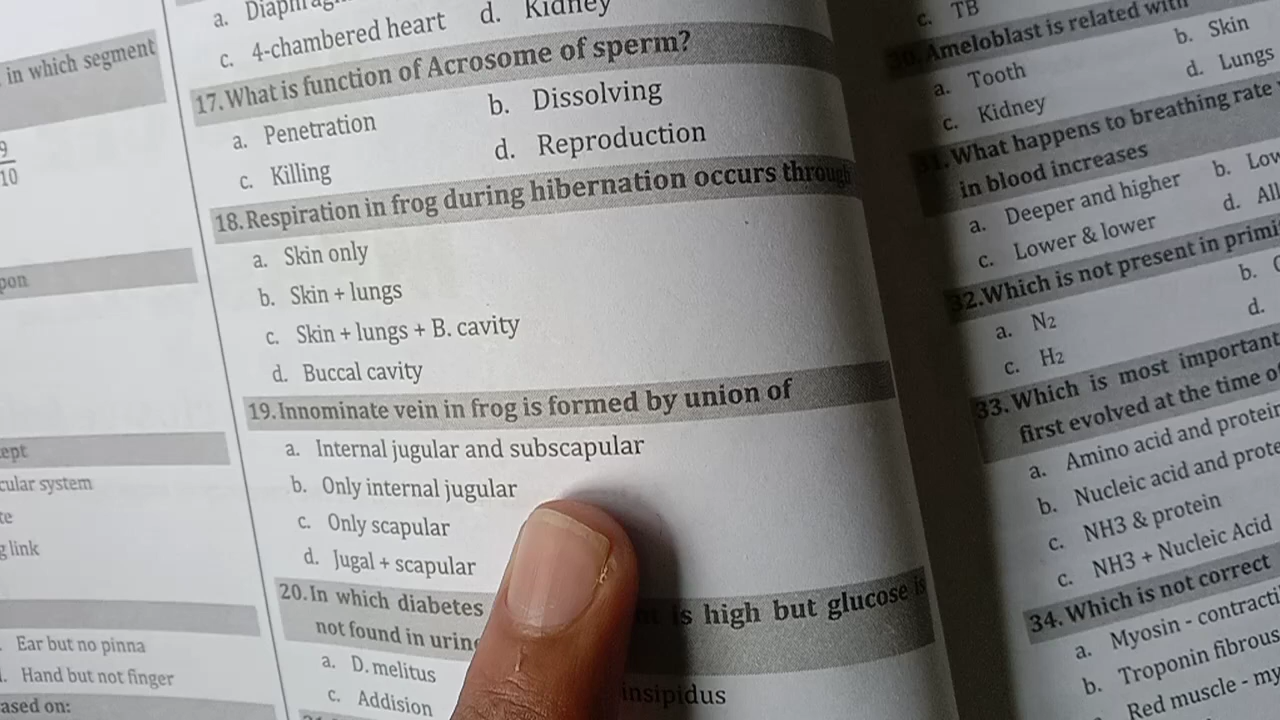 in which segment
9
10
pon
ept
cular system
te
g link
Ear but no pinna
Hand but not finger
ased on:
a.
c. 4-chambered heart d. Kidney
17. What is function of Acrosome of sperm?
a. Penetration b. Dissolving
c. Killing d. Reproduction
18. Respiration in frog during hibernation occurs through
a. Skin only
b. Skin + lungs
c. Skin + lungs + B. cavity
d. Buccal cavity
19. Innominate vein in frog is formed by union of
a. Internal jugular and subscapular
b. Only internal jugular
c. Only scapular
d. Jugal + scapular
20. In which diabetes is high but glucose is
not found in urine
a. D. melitus
c. Addision insipidus
c. TB
30. Ameloblast is related with
a. Tooth b. Skin
c. Kidney d. Lungs
31. What happens to breathing rate
in blood increases
a. Deeper and higher b. Low
c. Lower & lower d. All
32. Which is not present in primi
a. N2 b.
c. H2 d.
33. Which is most important
first evolved at the time of
a. Amino acid and protein
b. Nucleic acid and prote
c. NH3 & protein
c. NH3 + Nucleic Acid
34. Which is not correct
a. Myosin - contracti
b. Troponin fibrous
Red muscle - my